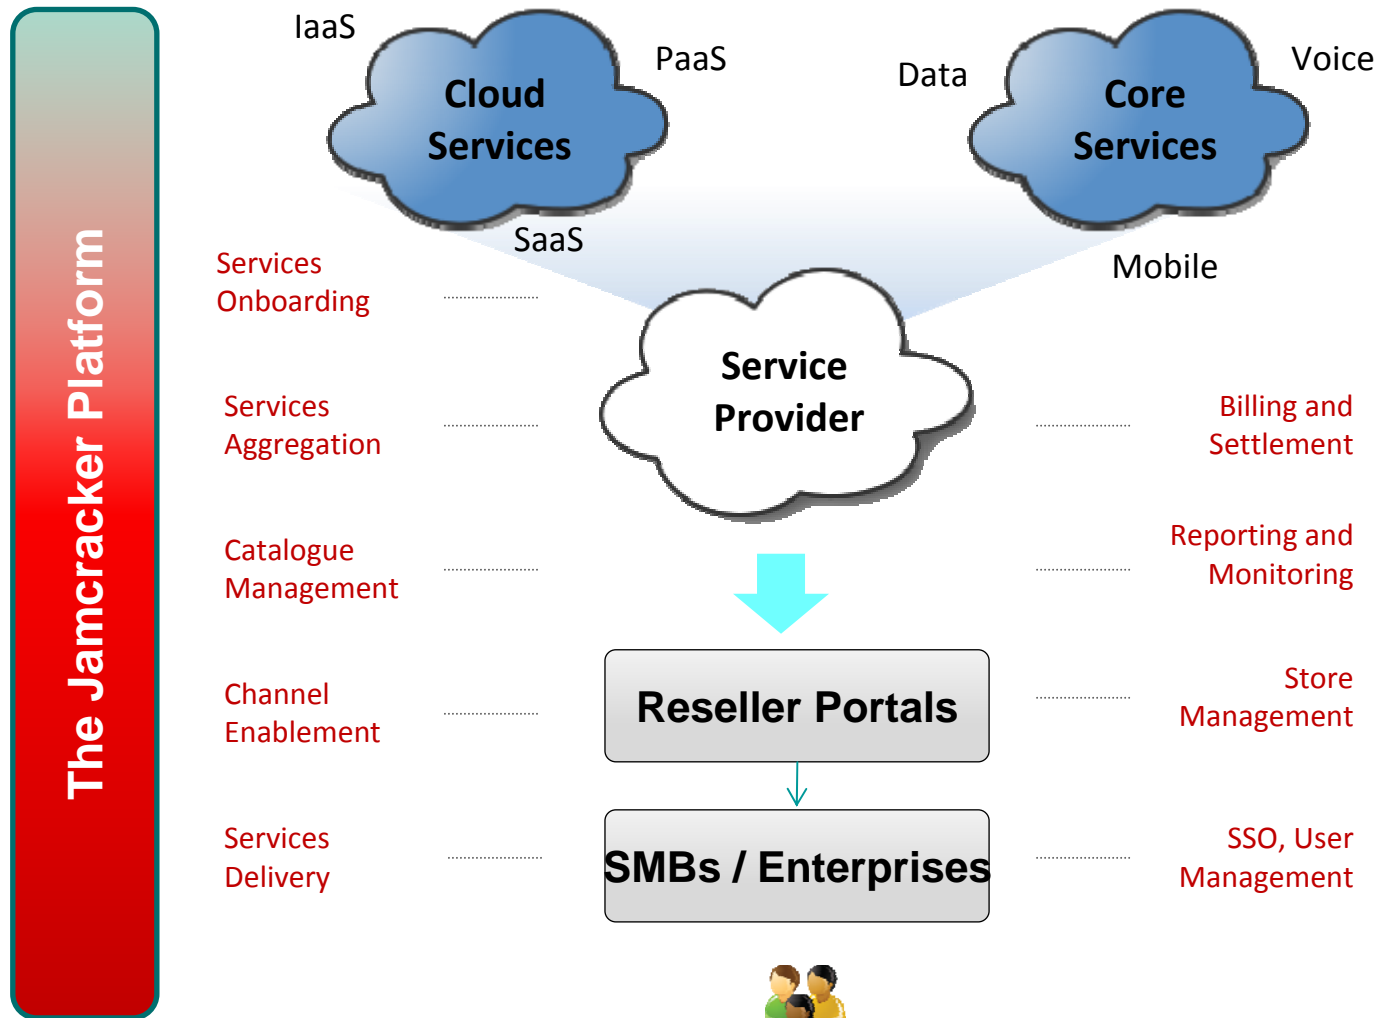 The Jamcracker Platform
IaaS
PaaS
Cloud
Services
SaaS
Data
Voice
Core
Services
Mobile
Services
Onboarding
Service
Provider
Services
Aggregation
Billing and
Settlement
Catalogue
Management
Reporting and
Monitoring
Channel
Enablement
Reseller Portals
Store
Management
Services
Delivery
SMBs / Enterprises
SSO, User
Management